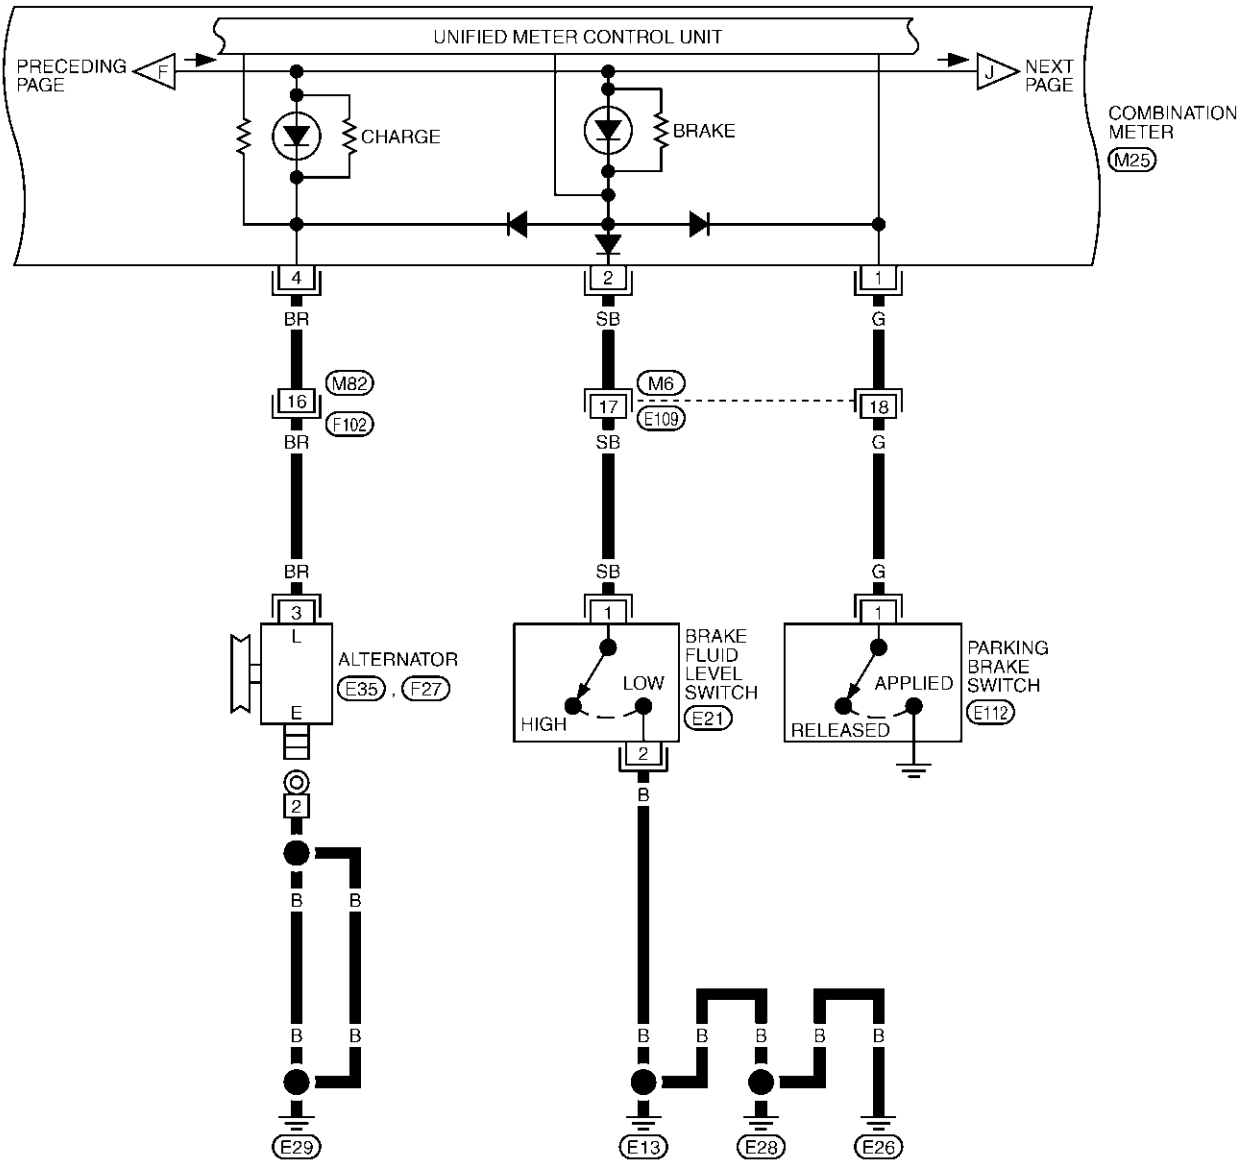 UNIFIED METER CONTROL UNIT
PRECEDING
PAGE
F
J
NEXT
PAGE
COMBINATION
METER
M25
CHARGE
BRAKE
4
2
1
BR
SB
G
16
M82
F102
17
M6
E109
18
BR
SB
G
BR
SB
G
3
L
E
ALTERNATOR
E35 , F27
1
HIGH
LOW
BRAKE
FLUID
LEVEL
SWITCH
E21
2
1
APPLIED
RELEASED
PARKING
BRAKE
SWITCH
E112
2
B
B
B
B
B
B
B
B
B
B
E29
E13
E28
E26